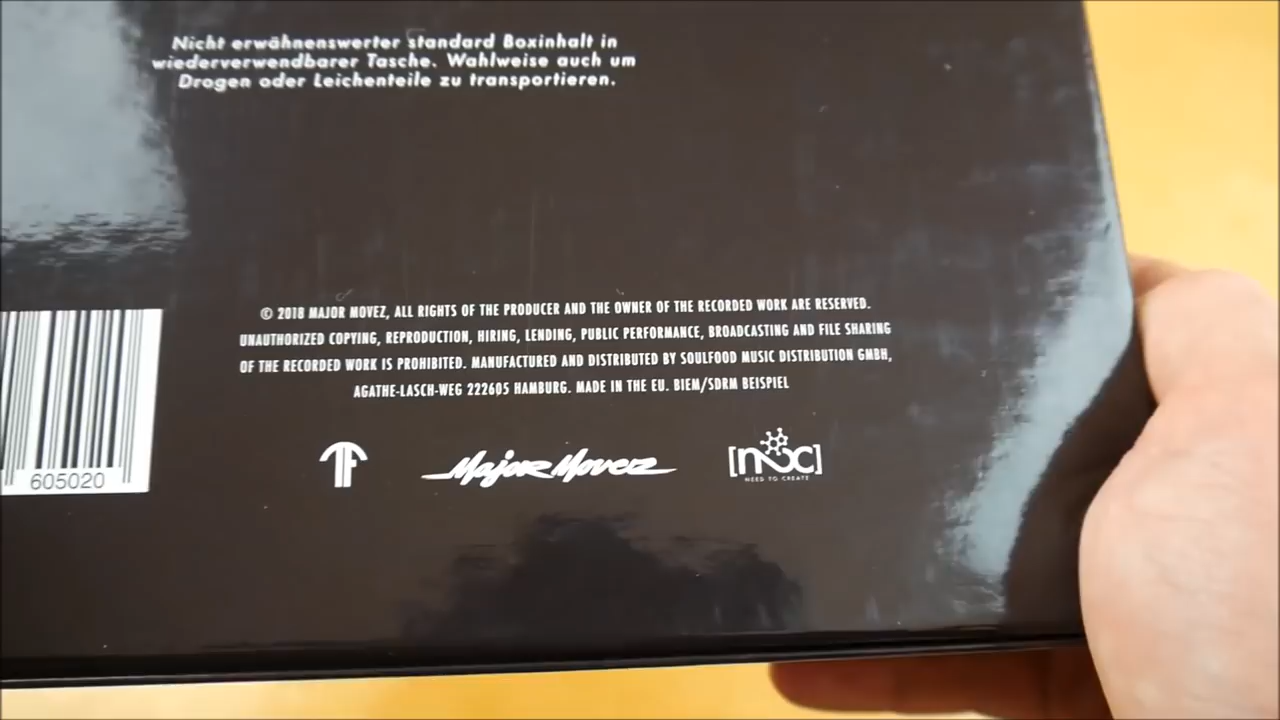 Nicht erwähnenswerter standard Boxinhalt in
wiederverwendbarer Tasche. Wahlweise auch um
Drogen oder Leichenteile zu transportieren.
© 2018 MAJOR MOVEZ, ALL RIGHTS OF THE PRODUCER AND THE OWNER OF THE RECORDED WORK ARE RESERVED.
UNAUTHORIZED COPYING, REPRODUCTION, HIRING, LENDING, PUBLIC PERFORMANCE, BROADCASTING AND FILE SHARING
OF THE RECORDED WORK IS PROHIBITED. MANUFACTURED AND DISTRIBUTED BY SOULFOOD MUSIC DISTRIBUTION GMBH,
AGATHE-LASCH-WEG 222605 HAMBURG. MADE IN THE EU. BIEM/SDRM BEISPIEL
605020
Major Movez
[n2c]
NEED TO CREATE